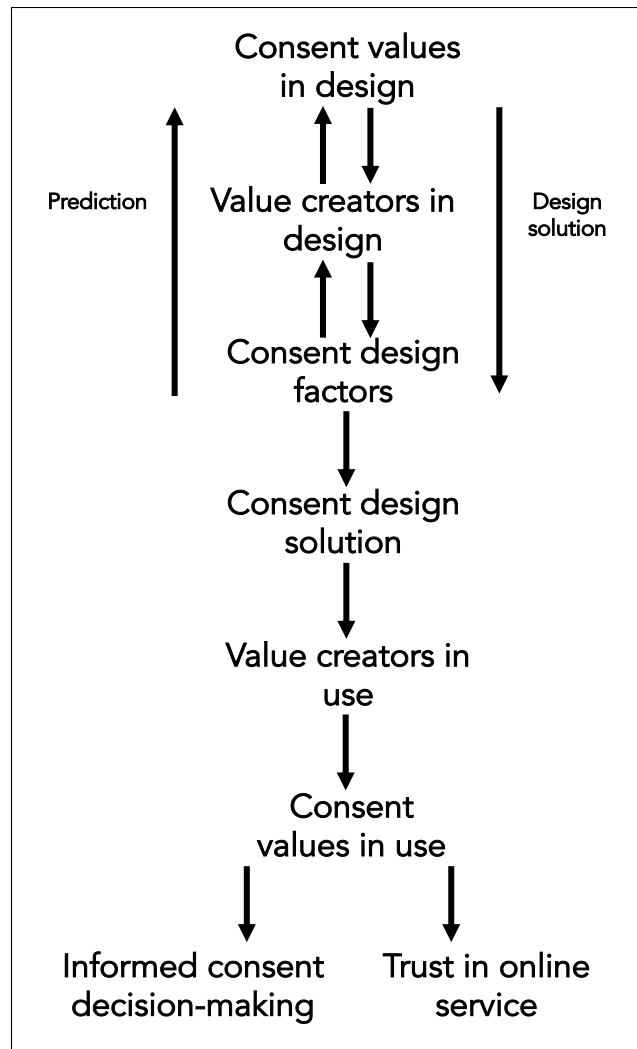 Consent values
in design
Prediction
Value creators in
design
Design
solution
Consent design
factors
Consent design
solution
Value creators in
use
Consent
values in use
Informed consent
decision-making
Trust in online
service